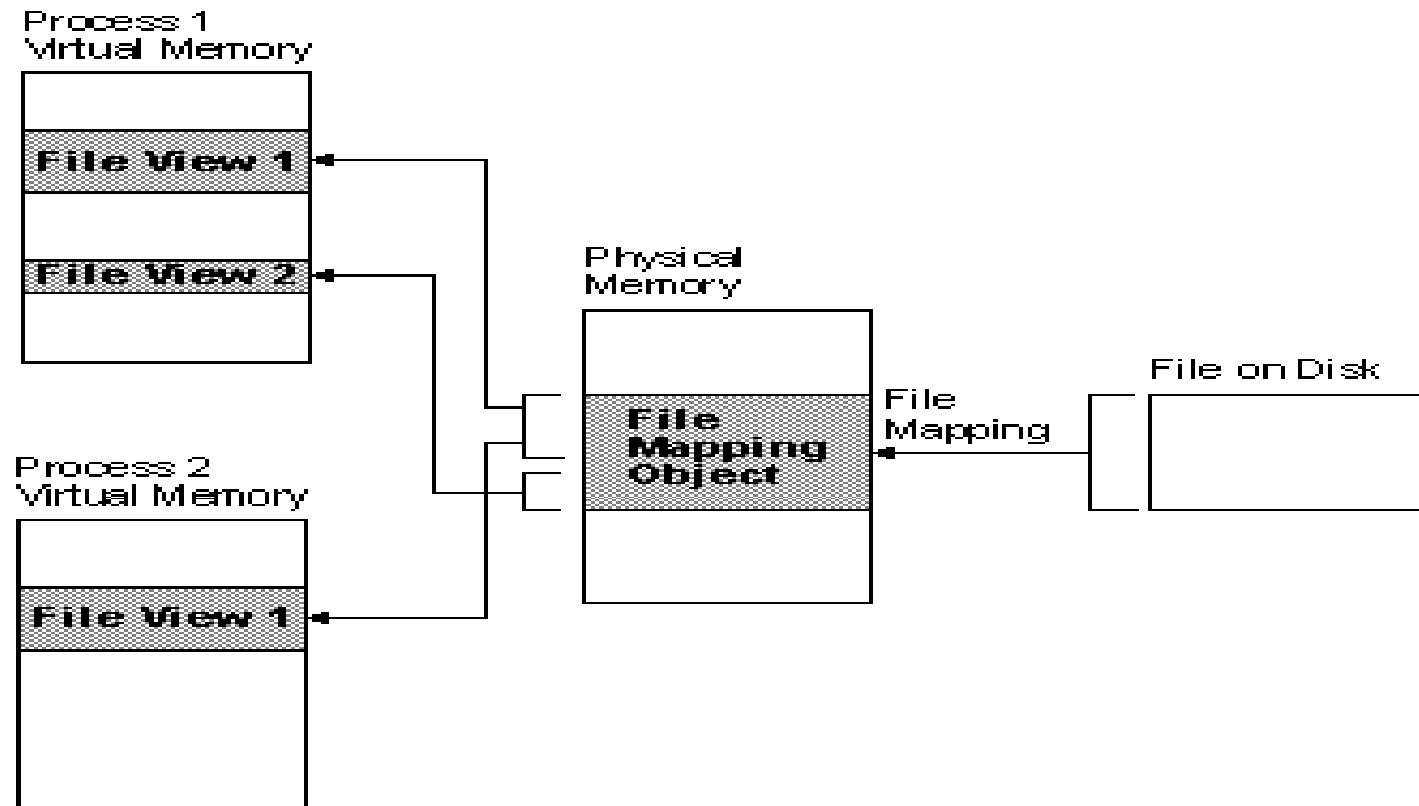 Process 1
Virtual Memory
File View 1
File View 2
Physical
Memory
File
Mapping
Object
File
Mapping
File on Disk
Process 2
Virtual Memory
File View 1